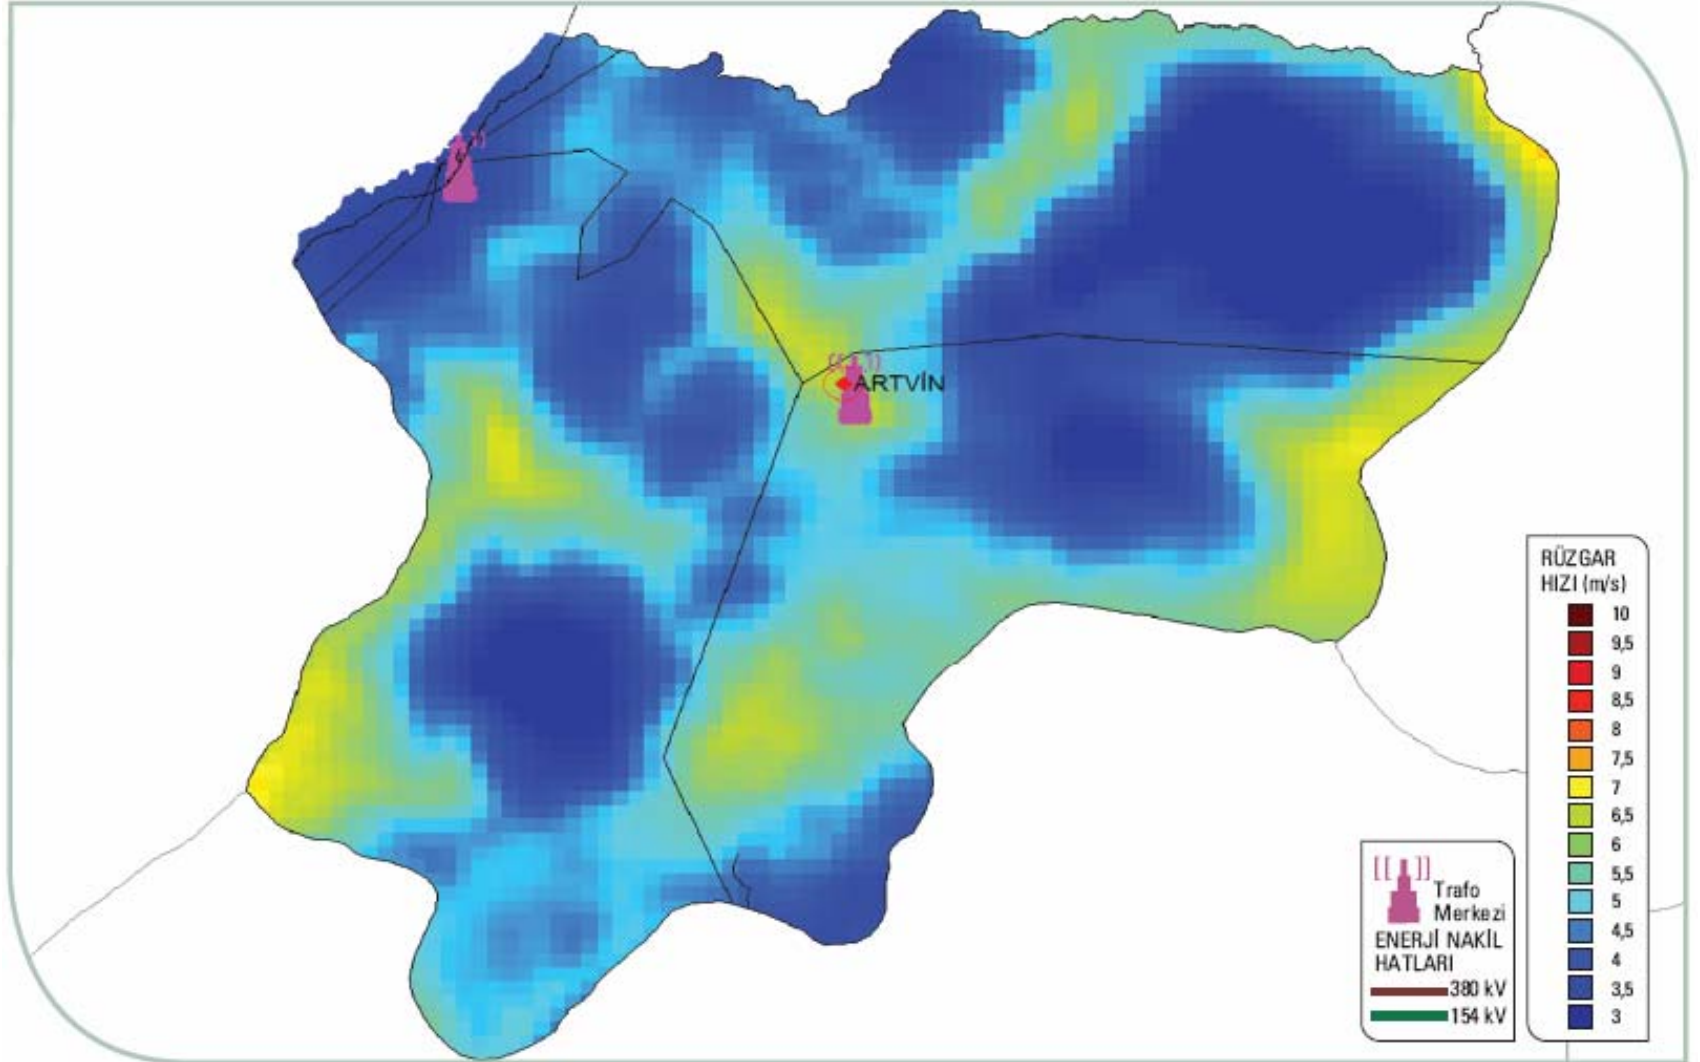 ARTVİN
RÜZGAR
HIZI (m/s)
10
9,5
9
8,5
8
7,5
7
6,5
6
5,5
5
4,5
4
3,5
3
[[ ]]
Trafo
Merkezi
ENERJİ NAKİL
HATLARI
380 kV
154 kV